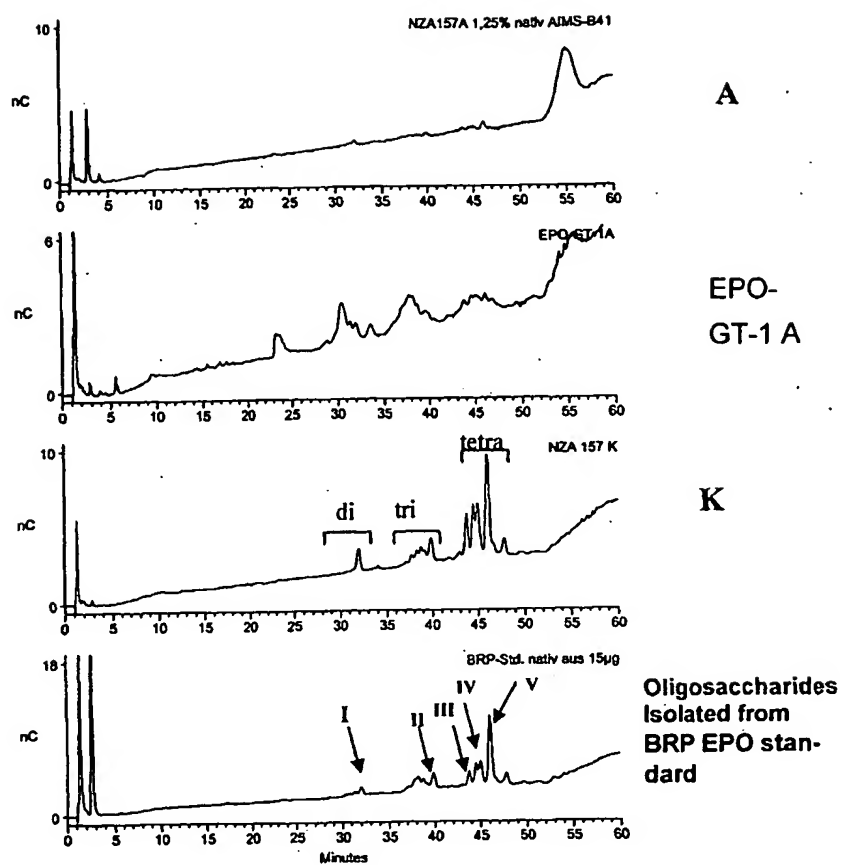 NZA157A 1,25% nativ AIMS-B41
10
nC
0
0 5 10 15 20 25 30 35 40 45 50 55 60
A
EPO-GT-1A
6
nC
0
0 5 10 15 20 25 30 35 40 45 50 55 60
EPO-
GT-1 A
NZA 157 K
10
nC
0
di
tri
tetra
0 5 10 15 20 25 30 35 40 45 50 55 60
K
BRP-Std. nativ aus 15µg
18
nC
0
I
II
III
IV
V
0 5 10 15 20 25 30 35 40 45 50 55 60
Minutes
Oligosaccharides
Isolated from
BRP EPO stan-
dard